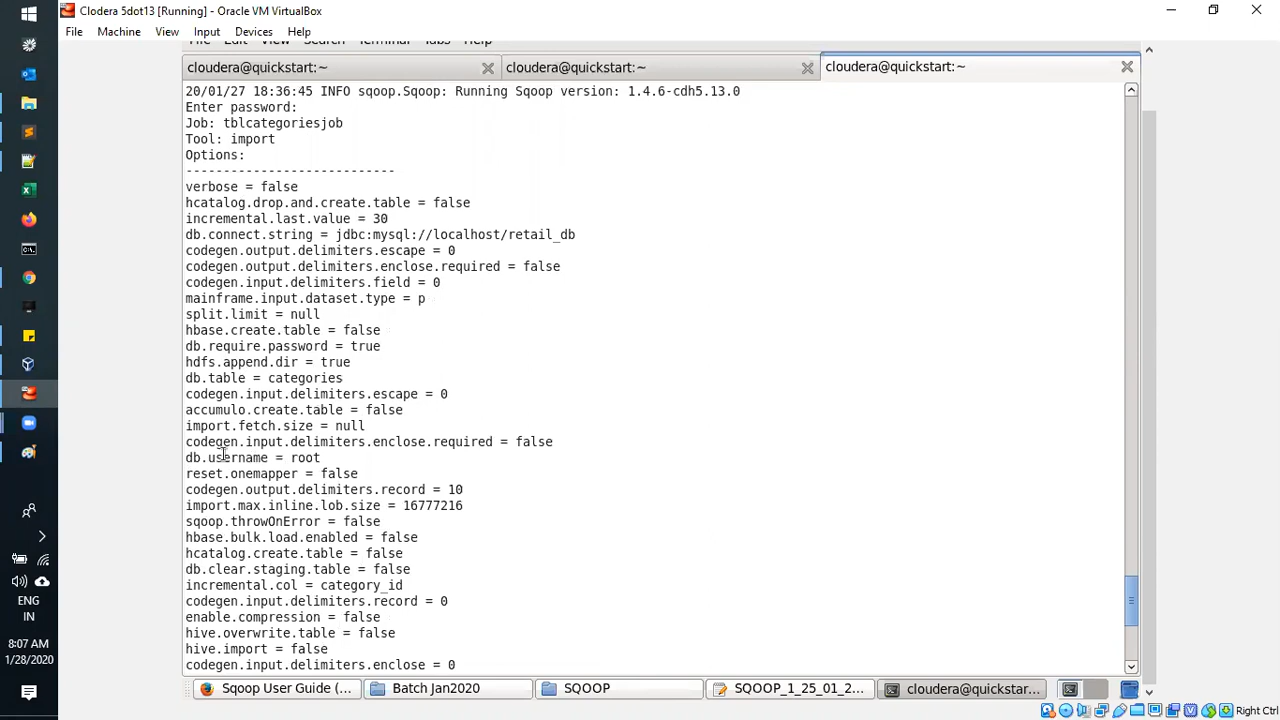 Clodera 5dot13 [Running] - Oracle VM VirtualBox
File Machine View Input Devices Help
File Edit View Search Terminal Tabs Help
cloudera@quickstart:~ cloudera@quickstart:~ cloudera@quickstart:~
20/01/27 18:36:45 INFO sqoop.Sqoop: Running Sqoop version: 1.4.6-cdh5.13.0
Enter password:
Job: tblcategoriesjob
Tool: import
Options:
----------------------------
verbose = false
hcatalog.drop.and.create.table = false
incremental.last.value = 30
db.connect.string = jdbc:mysql://localhost/retail_db
codegen.output.delimiters.escape = 0
codegen.output.delimiters.enclose.required = false
codegen.input.delimiters.field = 0
mainframe.input.dataset.type = p
split.limit = null
hbase.create.table = false
db.require.password = true
hdfs.append.dir = true
db.table = categories
codegen.input.delimiters.escape = 0
accumulo.create.table = false
import.fetch.size = null
codegen.input.delimiters.enclose.required = false
db.username = root
reset.onemapper = false
codegen.output.delimiters.record = 10
import.max.inline.lob.size = 16777216
sqoop.throwOnError = false
hbase.bulk.load.enabled = false
hcatalog.create.table = false
db.clear.staging.table = false
incremental.col = category_id
codegen.input.delimiters.record = 0
enable.compression = false
hive.overwrite.table = false
hive.import = false
codegen.input.delimiters.enclose = 0
Sqoop User Guide (... Batch Jan2020 SQOOP SQOOP_1_25_01_2... cloudera@quickstar...
Right Ctrl
ENG
IN
8:07 AM
1/28/2020